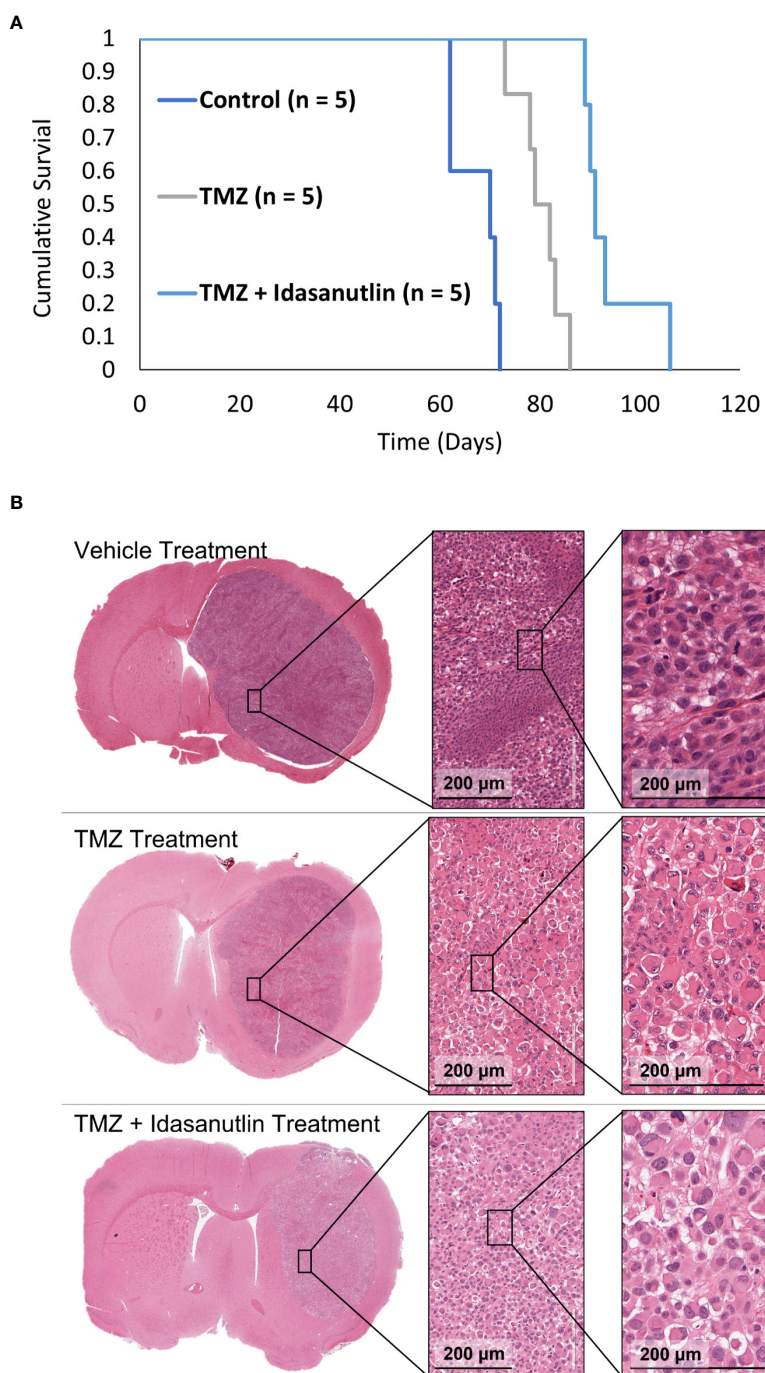 A
1
0.9
0.8
0.7
0.6
0.5
0.4
0.3
0.2
0.1
0
Cumulative Survial
Control (n = 5)
TMZ (n = 5)
TMZ + Idasanutlin (n = 5)
0 20 40 60 80 100 120
Time (Days)
B
Vehicle Treatment
200 µm 200 µm
TMZ Treatment
200 µm 200 µm
TMZ + Idasanutlin Treatment
200 µm 200 µm